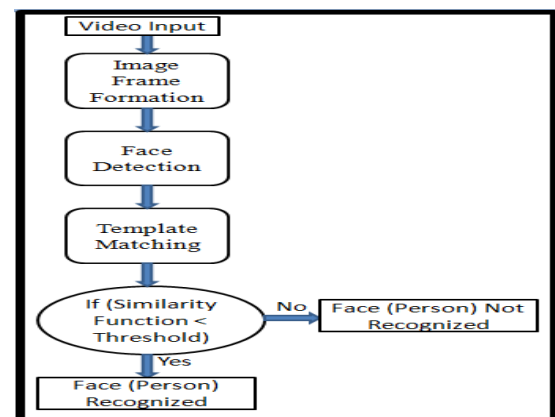 Video Input
Image
Frame
Formation
Face
Detection
Template
Matching
If (Similarity
Function <
Threshold)
No
Face (Person) Not
Recognized
Yes
Face (Person)
Recognized